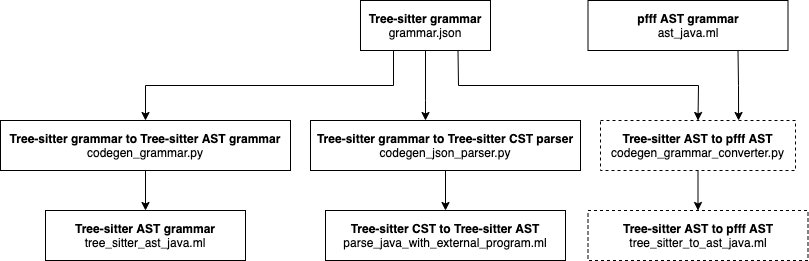 Tree-sitter grammar
grammar.json
pfff AST grammar
ast_java.ml
Tree-sitter grammar to Tree-sitter AST grammar
codegen_grammar.py
Tree-sitter grammar to Tree-sitter CST parser
codegen_json_parser.py
Tree-sitter AST to pfff AST
codegen_grammar_converter.py
Tree-sitter AST grammar
tree_sitter_ast_java.ml
Tree-sitter CST to Tree-sitter AST
parse_java_with_external_program.ml
Tree-sitter AST to pfff AST
tree_sitter_to_ast_java.ml